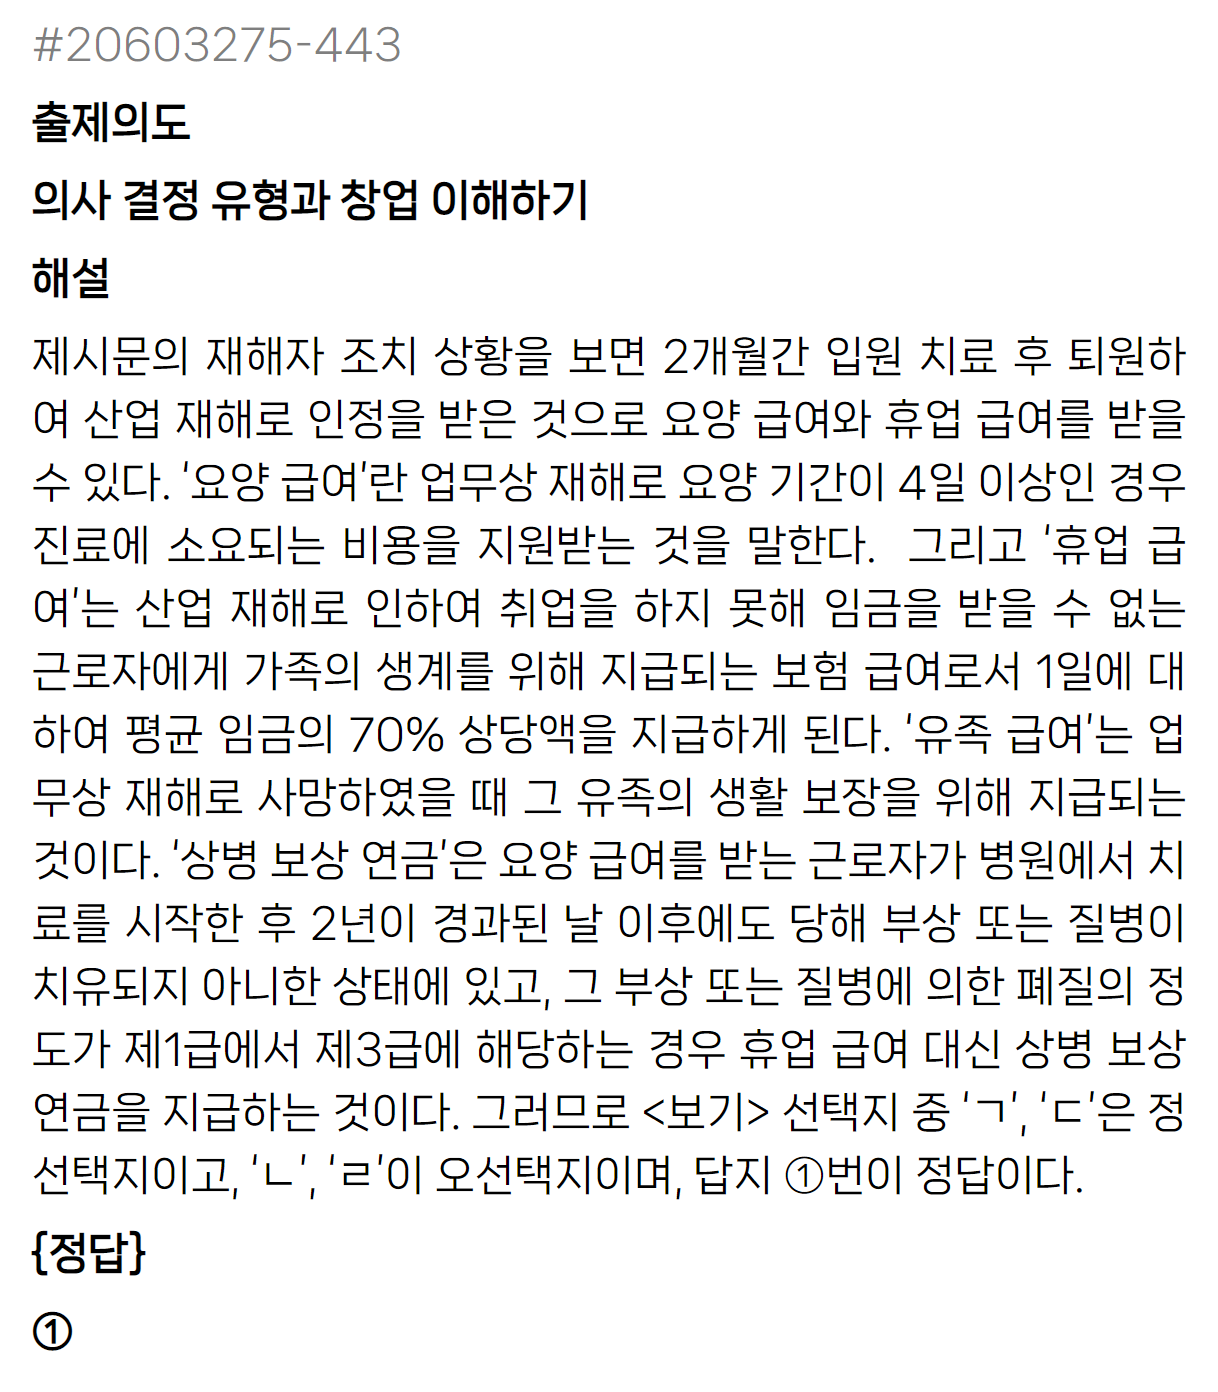 #20603275-443
출제의도
의사 결정 유형과 창업 이해하기
해설
제시문의 재해자 조치 상황을 보면 2개월간 입원 치료 후 퇴원하
여 산업 재해로 인정을 받은 것으로 요양 급여와 휴업 급여를 받을
수 있다. ‘요양 급여’란 업무상 재해로 요양 기간이 4일 이상인 경우
진료에 소요되는 비용을 지원받는 것을 말한다.  그리고 ‘휴업 급
여’는 산업 재해로 인하여 취업을 하지 못해 임금을 받을 수 없는
근로자에게 가족의 생계를 위해 지급되는 보험 급여로서 1일에 대
하여 평균 임금의 70% 상당액을 지급하게 된다. ‘유족 급여’는 업
무상 재해로 사망하였을 때 그 유족의 생활 보장을 위해 지급되는
것이다. ‘상병 보상 연금’은 요양 급여를 받는 근로자가 병원에서 치
료를 시작한 후 2년이 경과된 날 이후에도 당해 부상 또는 질병이
치유되지 아니한 상태에 있고, 그 부상 또는 질병에 의한 폐질의 정
도가 제1급에서 제3급에 해당하는 경우 휴업 급여 대신 상병 보상
연금을 지급하는 것이다. 그러므로 <보기> 선택지 중 ‘ㄱ’, ‘ㄷ’은 정
선택지이고, ‘ㄴ’, ‘ㄹ’이 오선택지이며, 답지 ①번이 정답이다.
{정답}
①